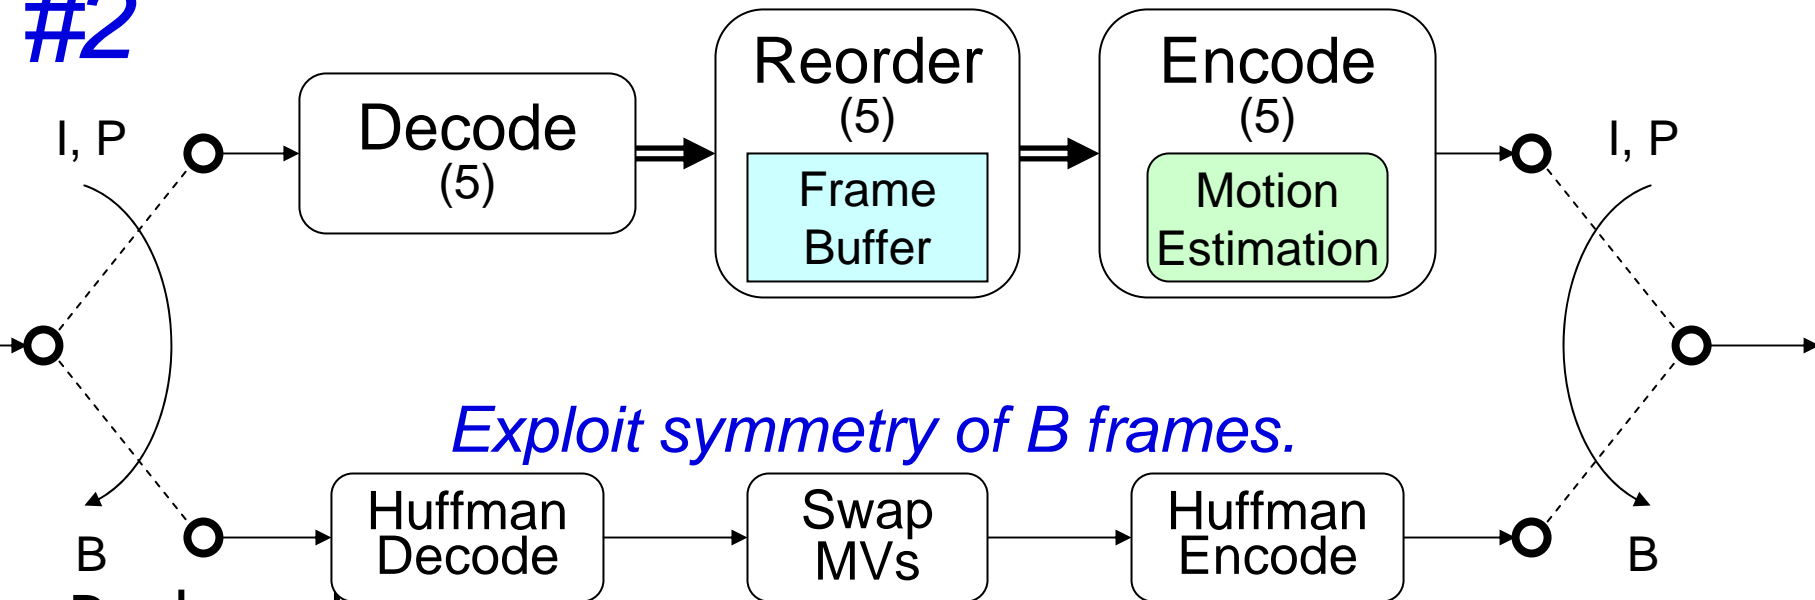 #2
I, P
Decode
(5)
Reorder
(5)
Frame
Buffer
Encode
(5)
Motion
Estimation
I, P
Exploit symmetry of B frames.
B
Huffman
Decode
Swap
MVs
Huffman
Encode
B